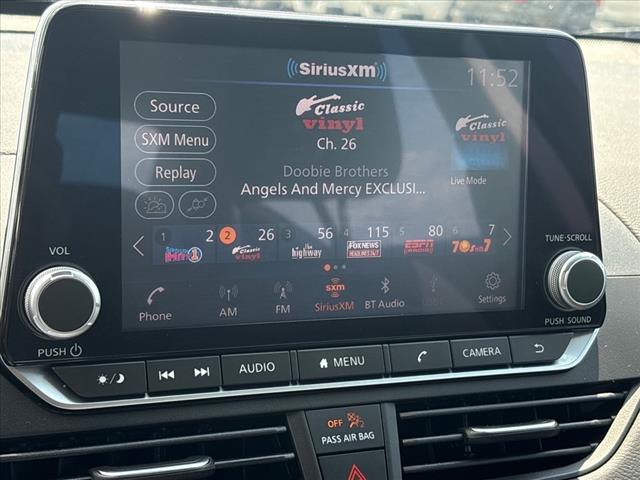 SiriusXM
11:52
Source
Classic
vinyl
Classic
vinyl
SXM Menu
Ch. 26
Replay
Doobie Brothers
Angels And Mercy EXCLUSI...
Live Mode
1 2
2 26
3 56
4 115
5 80
6 7
Classic
vinyl
the
highway
FOX NEWS
HEADLINES 24/7
ESPN
70s on 7
VOL
TUNE·SCROLL
Phone
AM
FM
sxm
SiriusXM
BT Audio
Settings
PUSH
PUSH SOUND
AUDIO
MENU
CAMERA
OFF
2
PASS AIR BAG